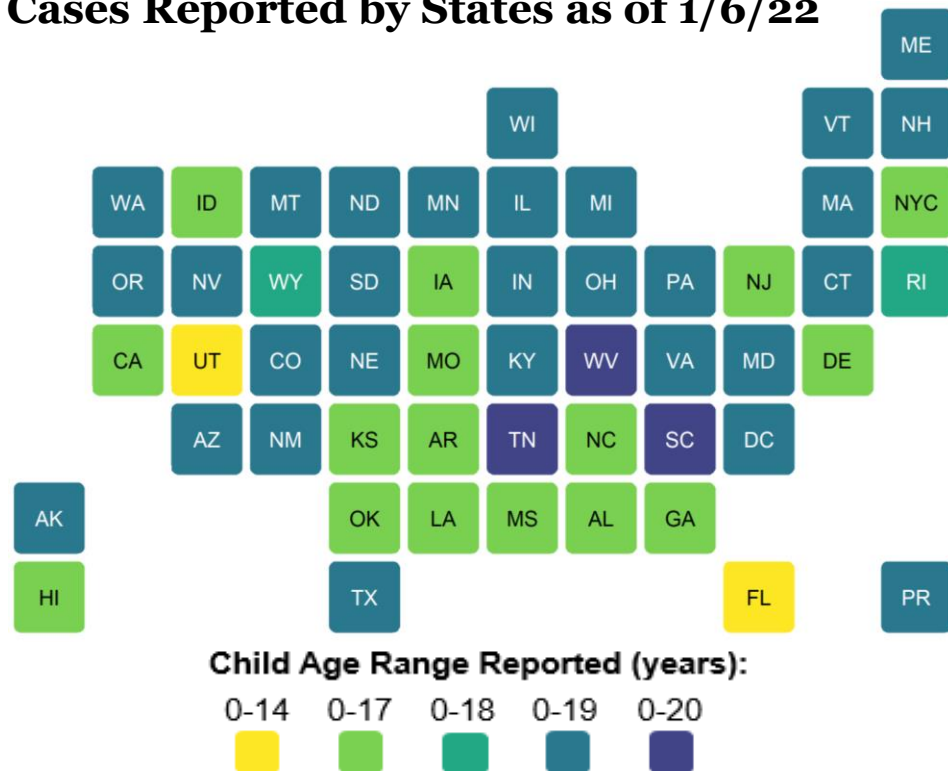 Cases Reported by States as of 1/6/22
ME
WI VT NH
WA ID MT ND MN IL MI MA NYC
OR NV WY SD IA IN OH PA NJ CT RI
CA UT CO NE MO KY WV VA MD DE
AZ NM KS AR TN NC SC DC
AK OK LA MS AL GA
HI TX FL PR
Child Age Range Reported (years):
0-14 0-17 0-18 0-19 0-20